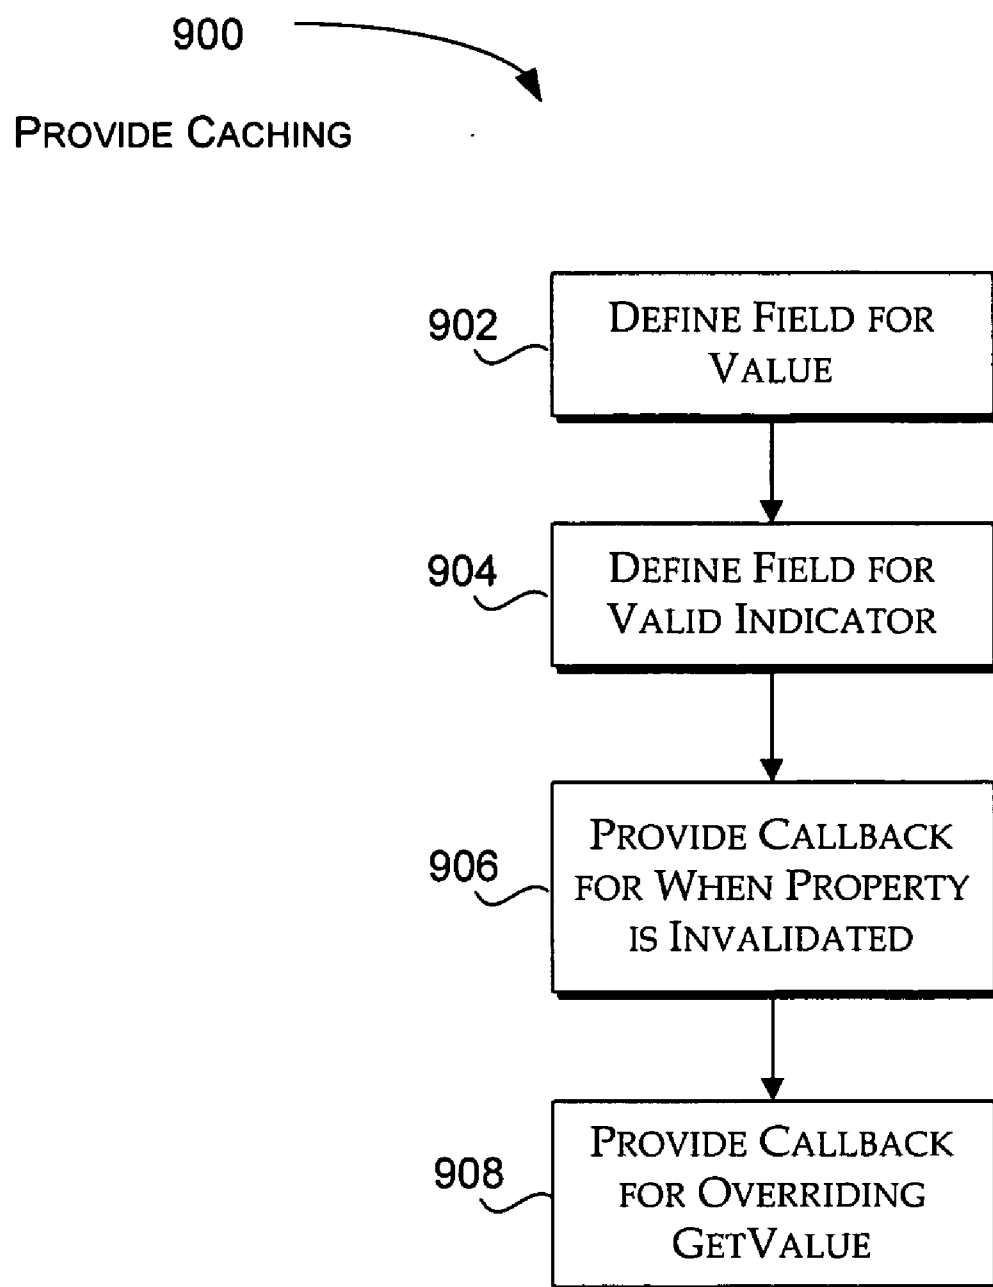 900
PROVIDE CACHING
902
DEFINE FIELD FOR
VALUE
904
DEFINE FIELD FOR
VALID INDICATOR
906
PROVIDE CALLBACK
FOR WHEN PROPERTY
IS INVALIDATED
908
PROVIDE CALLBACK
FOR OVERRIDING
GETVALUE